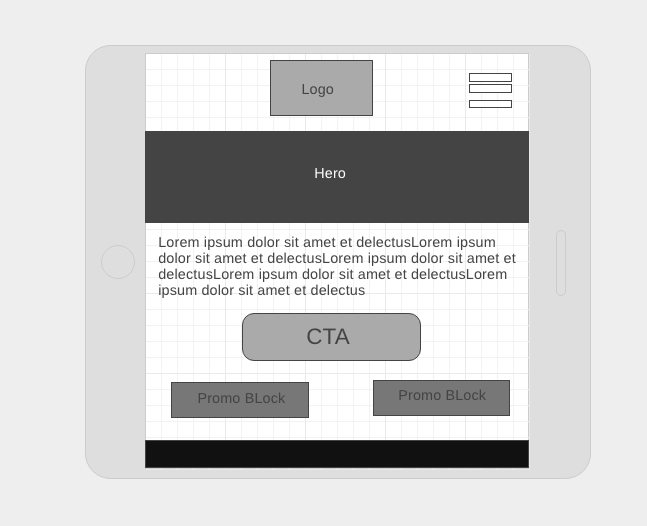 Logo
Hero
Lorem ipsum dolor sit amet et delectusLorem ipsum
dolor sit amet et delectusLorem ipsum dolor sit amet et
delectusLorem ipsum dolor sit amet et delectusLorem
ipsum dolor sit amet et delectus
CTA
Promo BLock
Promo BLock